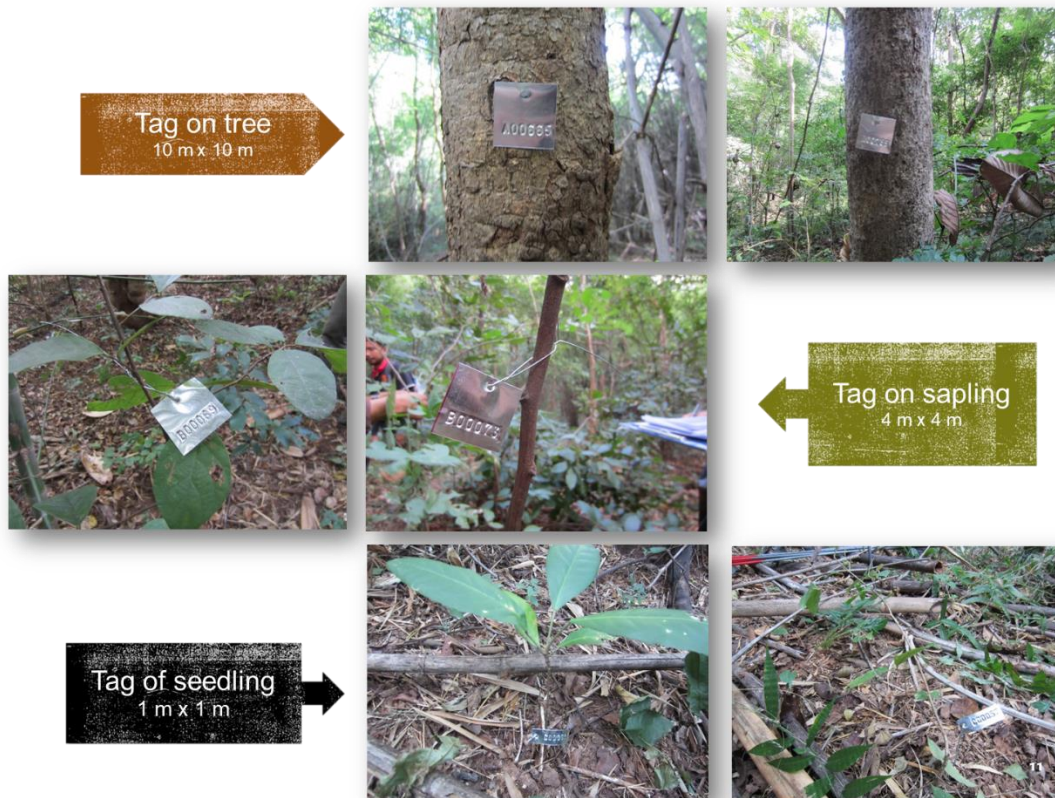 Tag on tree
10 m x 10 m
A00665
B00069
B00073
Tag on sapling
4 m x 4 m
Tag of seedling
1 m x 1 m
11